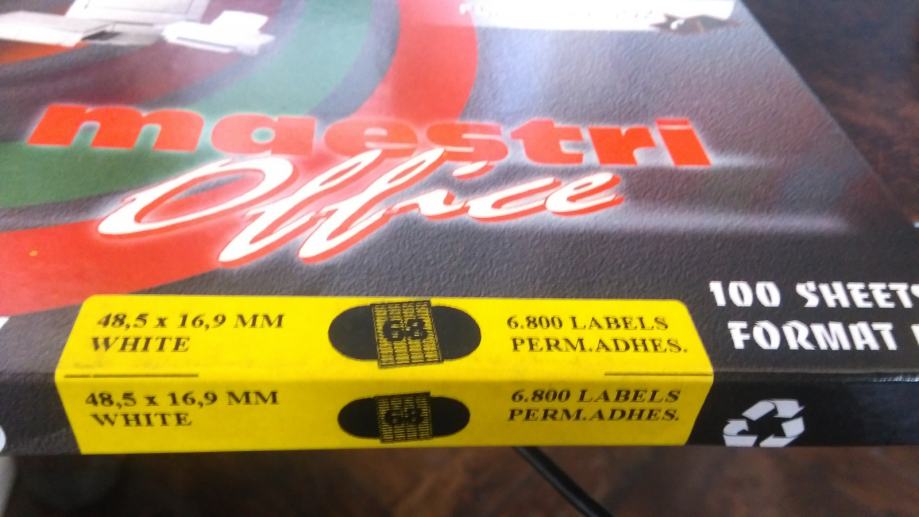 maestri
Office
100 SHEETS
FORMAT
48,5 x 16,9 MM
WHITE
68
6.800 LABELS
PERM.ADHES.
48,5 x 16,9 MM
WHITE
68
6.800 LABELS
PERM.ADHES.